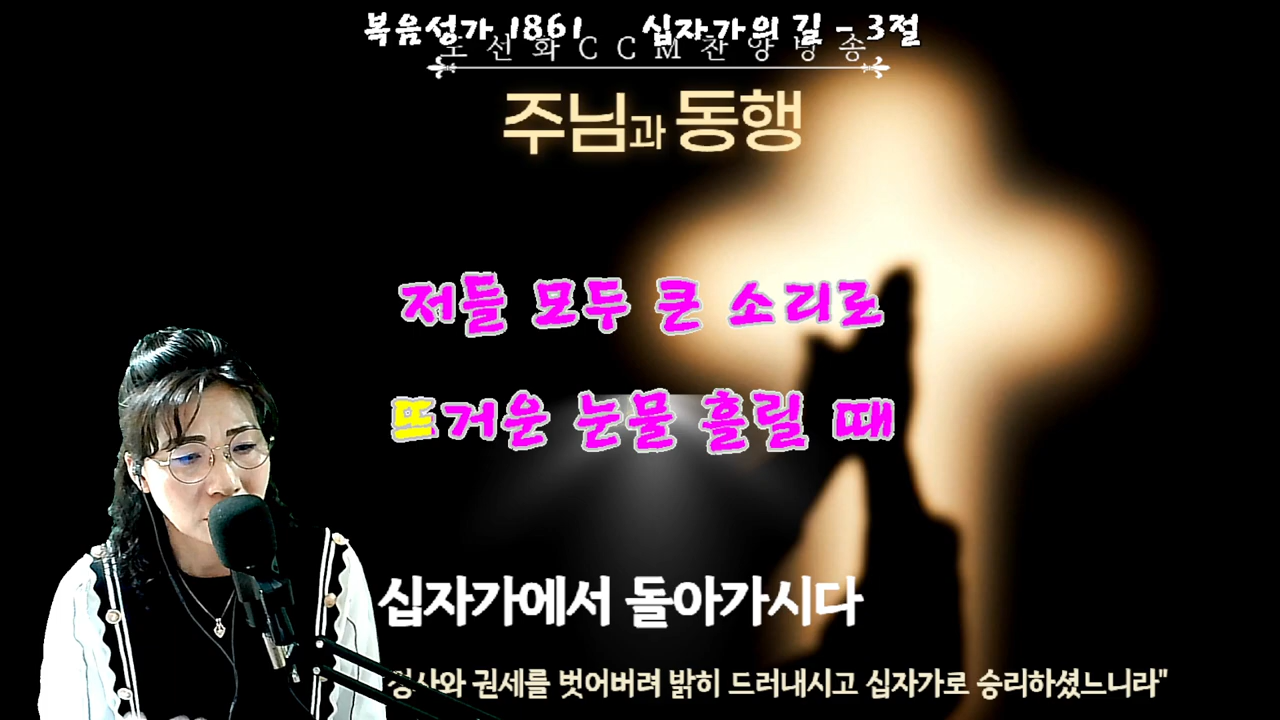 복음성가 1861 십자가의 길 - 3절
선화CCM찬양방송
주님과 동행
저들 모두 큰 소리로
뜨거운 눈물 흘릴 때
십자가에서 돌아가시다
권세를 벗어버려 밝히 드러내시고 십자가로 승리하셨느니라"